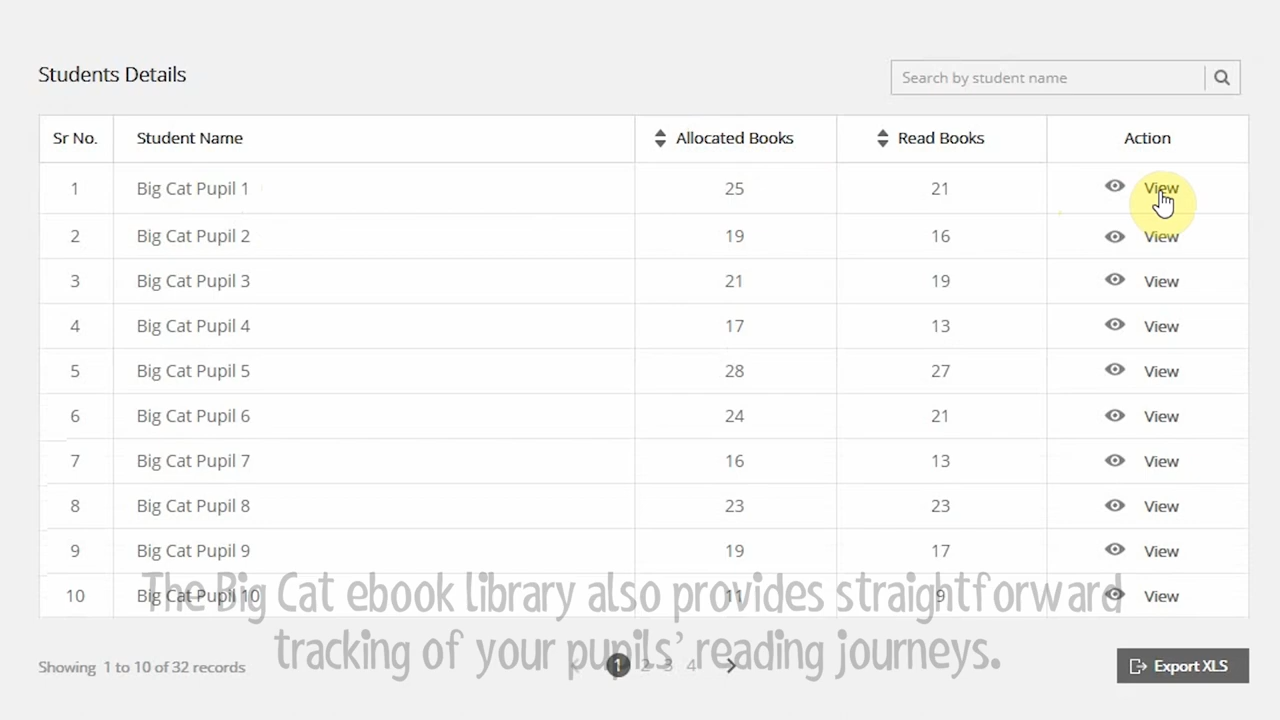 Students Details
Search by student name
Sr No. Student Name Allocated Books Read Books Action
1 Big Cat Pupil 1 25 21 View
2 Big Cat Pupil 2 19 16 View
3 Big Cat Pupil 3 21 19 View
4 Big Cat Pupil 4 17 13 View
5 Big Cat Pupil 5 28 27 View
6 Big Cat Pupil 6 24 21 View
7 Big Cat Pupil 7 16 13 View
8 Big Cat Pupil 8 23 23 View
9 Big Cat Pupil 9 19 17 View
10 Big Cat Pupil 10 11 9 View
The Big Cat ebook library also provides straightforward
tracking of your pupils’ reading journeys.
Showing 1 to 10 of 32 records 1 2 3 4 Export XLS